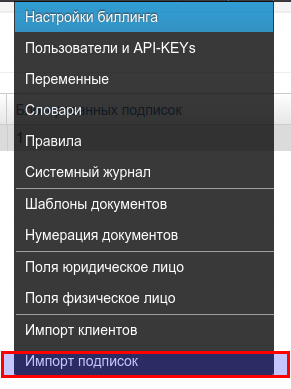 Настройки биллинга
Пользователи и API-KEYs
Переменные
Словари
Правила
Системный журнал
Шаблоны документов
Нумерация документов
Поля юридическое лицо
Поля физическое лицо
Импорт клиентов
Импорт подписок